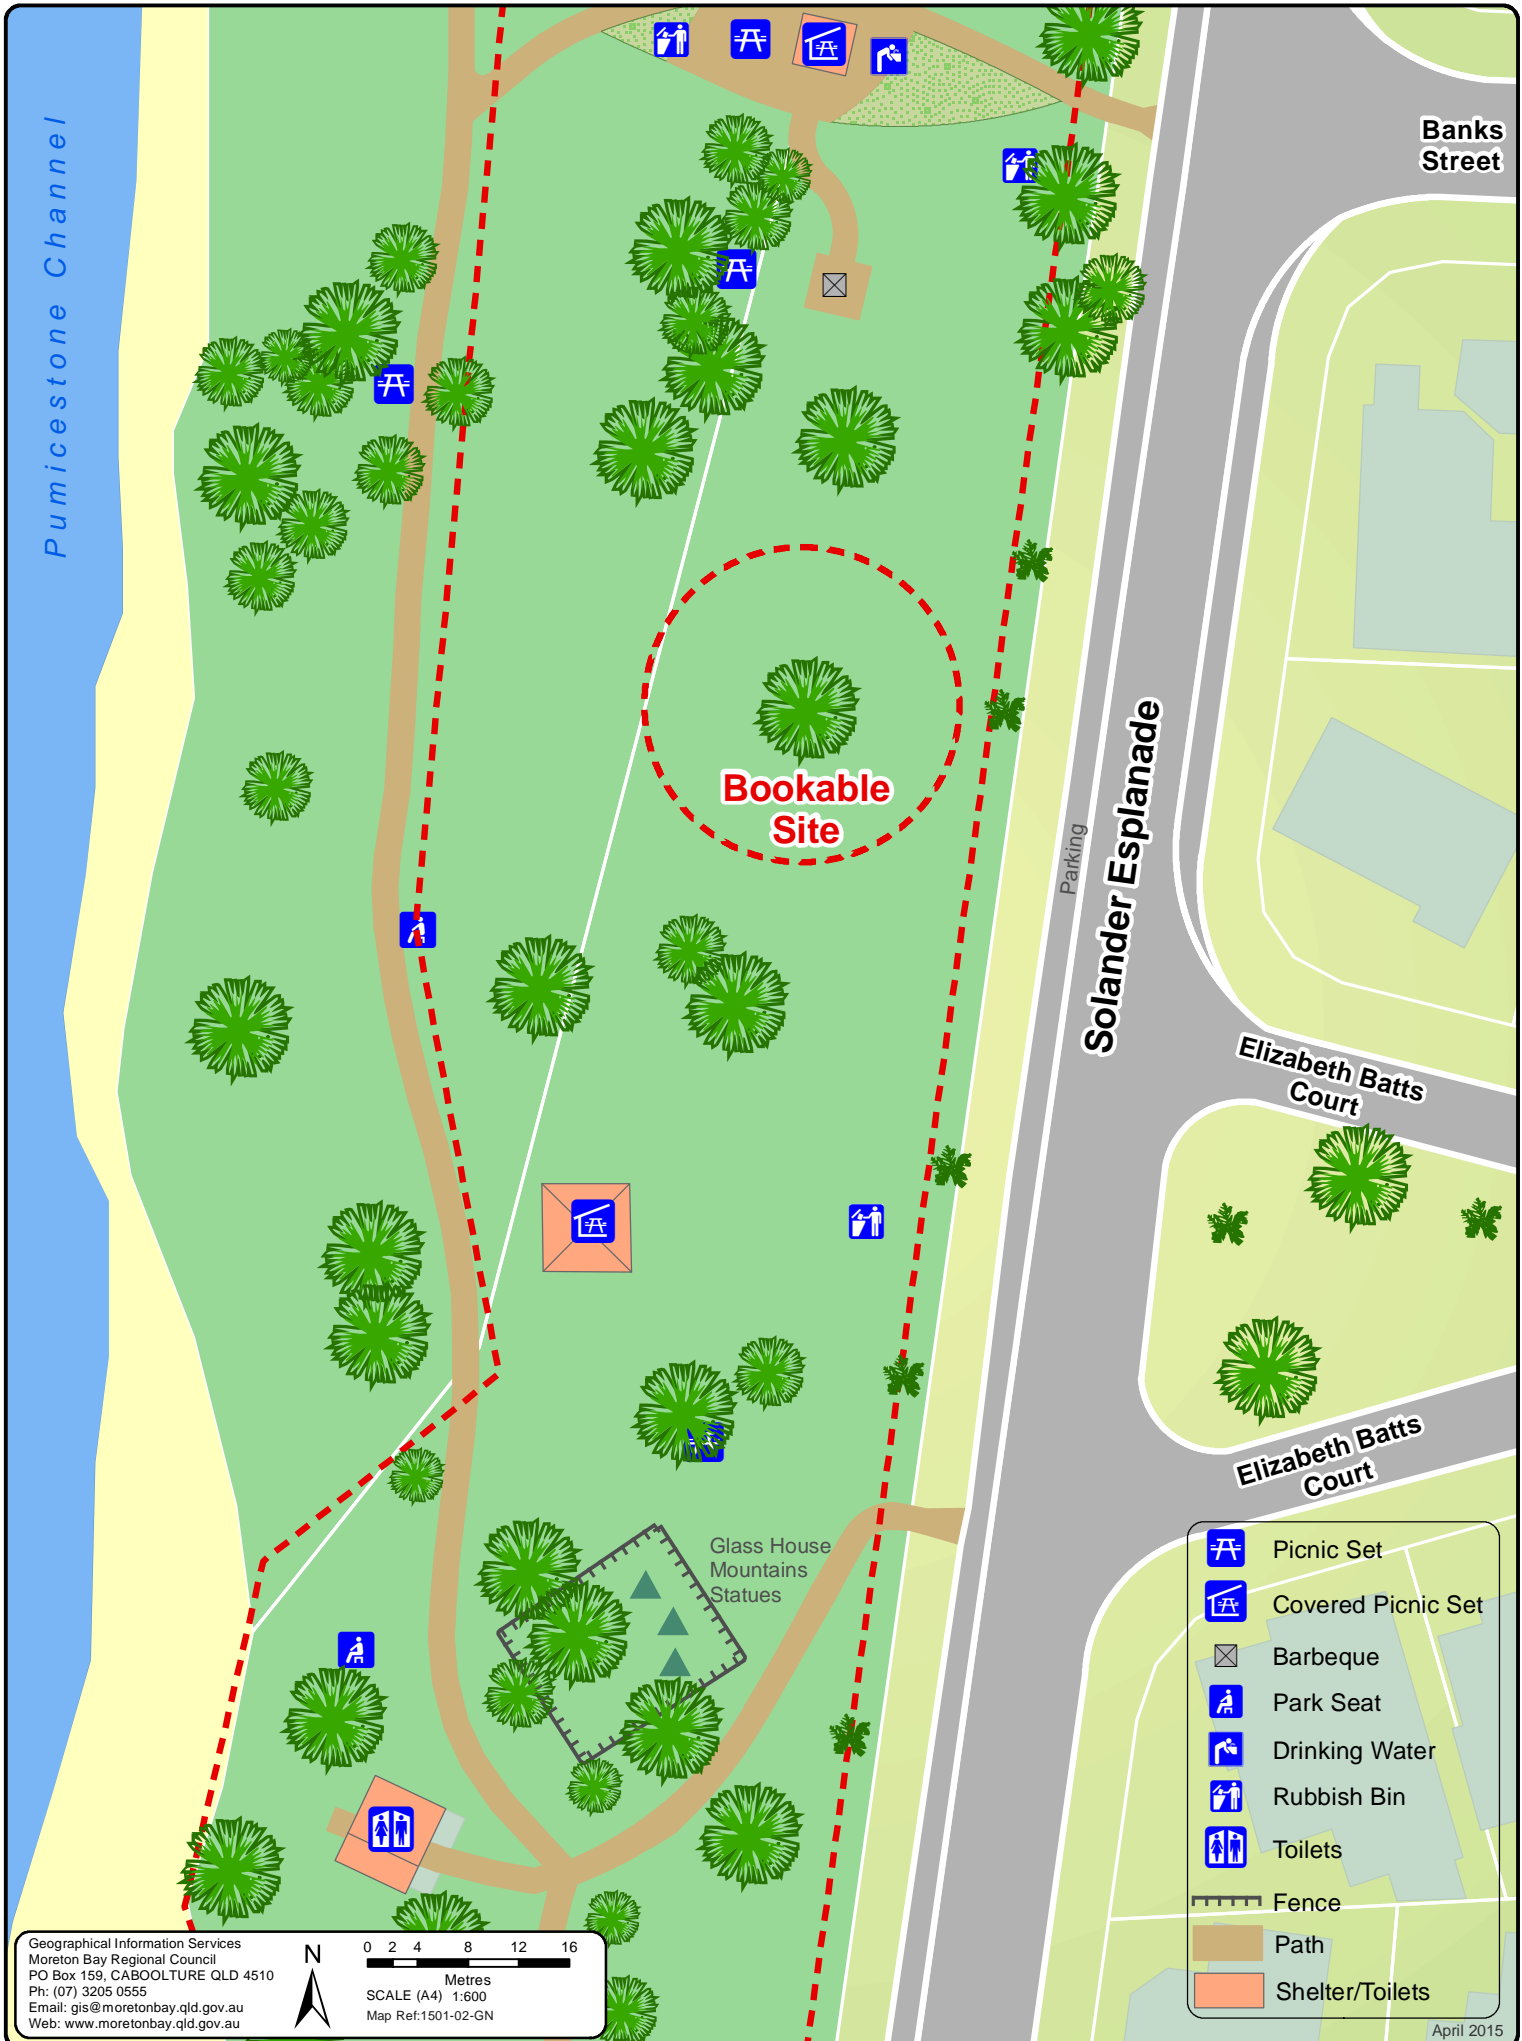 Pumicestone Channel
Banks
Street
Bookable
Site
Parking
Solander Esplanade
Elizabeth Batts
Court
Elizabeth Batts
Court
Glass House
Mountains
Statues
Picnic Set
Covered Picnic Set
Barbeque
Park Seat
Drinking Water
Rubbish Bin
Toilets
Fence
Path
Shelter/Toilets
Geographical Information Services
Moreton Bay Regional Council
PO Box 159, CABOOLTURE QLD 4510
Ph: (07) 3205 0555
Email: gis@moretonbay.qld.gov.au
Web: www.moretonbay.qld.gov.au
N
0 2 4 8 12 16
Metres
SCALE (A4) 1:600
Map Ref:1501-02-GN
April 2015